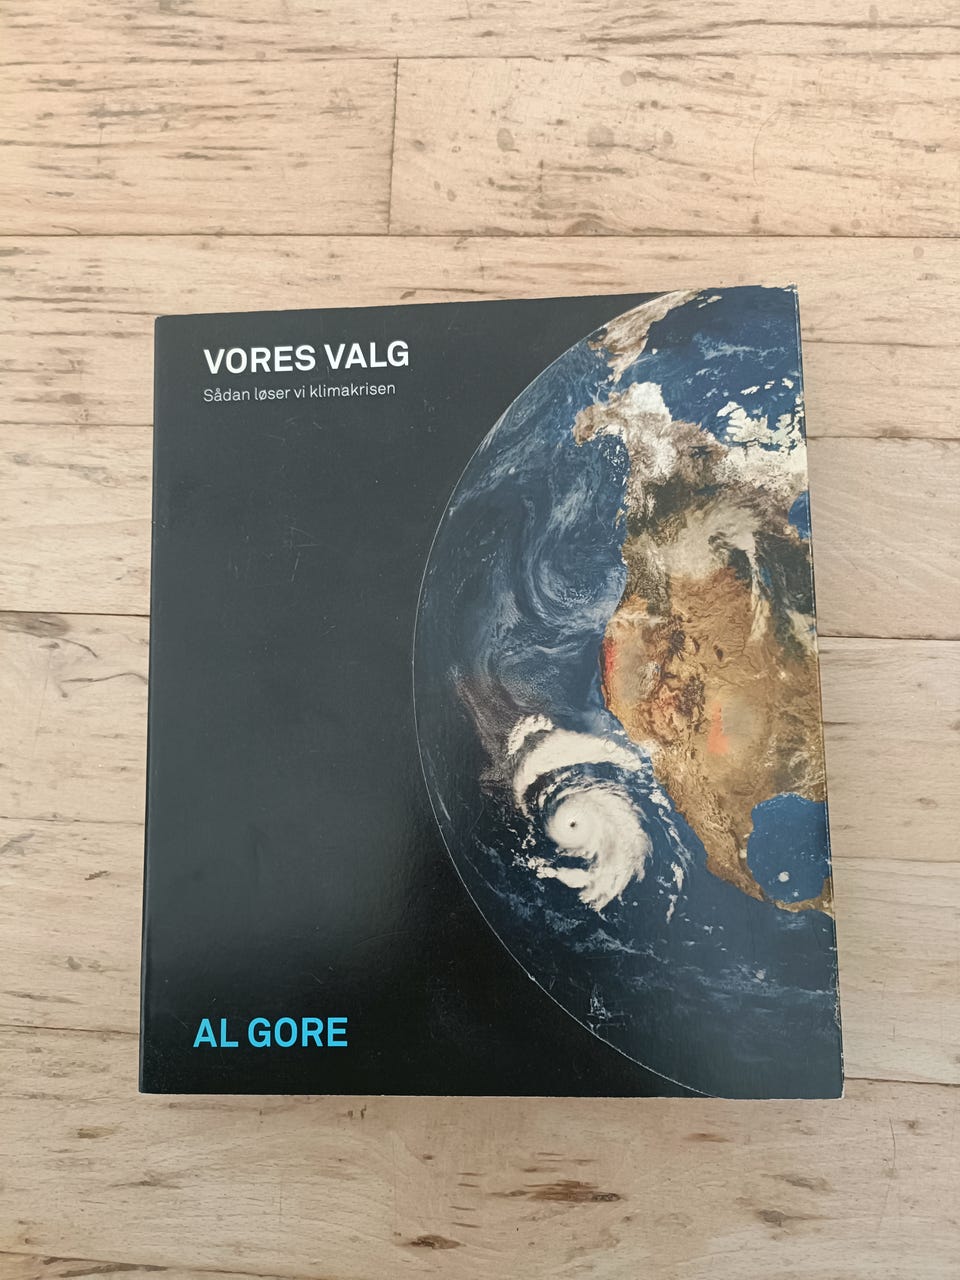 VORES VALG
Sådan løser vi klimakrisen
AL GORE